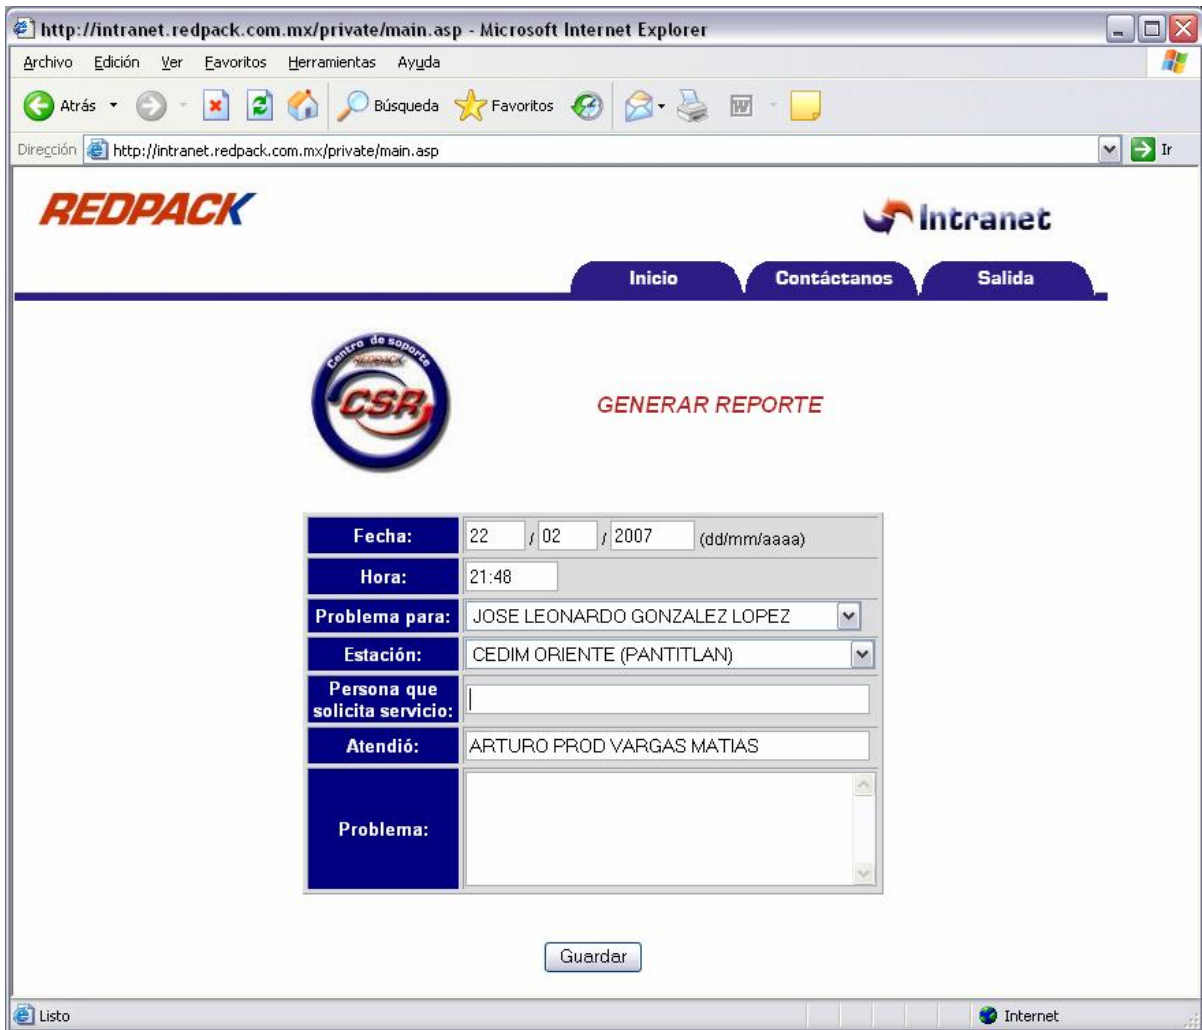 http://intranet.redpack.com.mx/private/main.asp - Microsoft Internet Explorer
Archivo Edición Ver Favoritos Herramientas Ayuda
Atrás Búsqueda Favoritos
Dirección http://intranet.redpack.com.mx/private/main.asp Ir
REDPACK Intranet
Inicio Contáctanos Salida
Centro de soporte
REDPACK
CSR
GENERAR REPORTE
Fecha: 22 / 02 / 2007 (dd/mm/aaaa)
Hora: 21:48
Problema para: JOSE LEONARDO GONZALEZ LOPEZ
Estación: CEDIM ORIENTE (PANTITLAN)
Persona que
solicita servicio:
Atendió: ARTURO PROD VARGAS MATIAS
Problema:
Guardar
Listo Internet